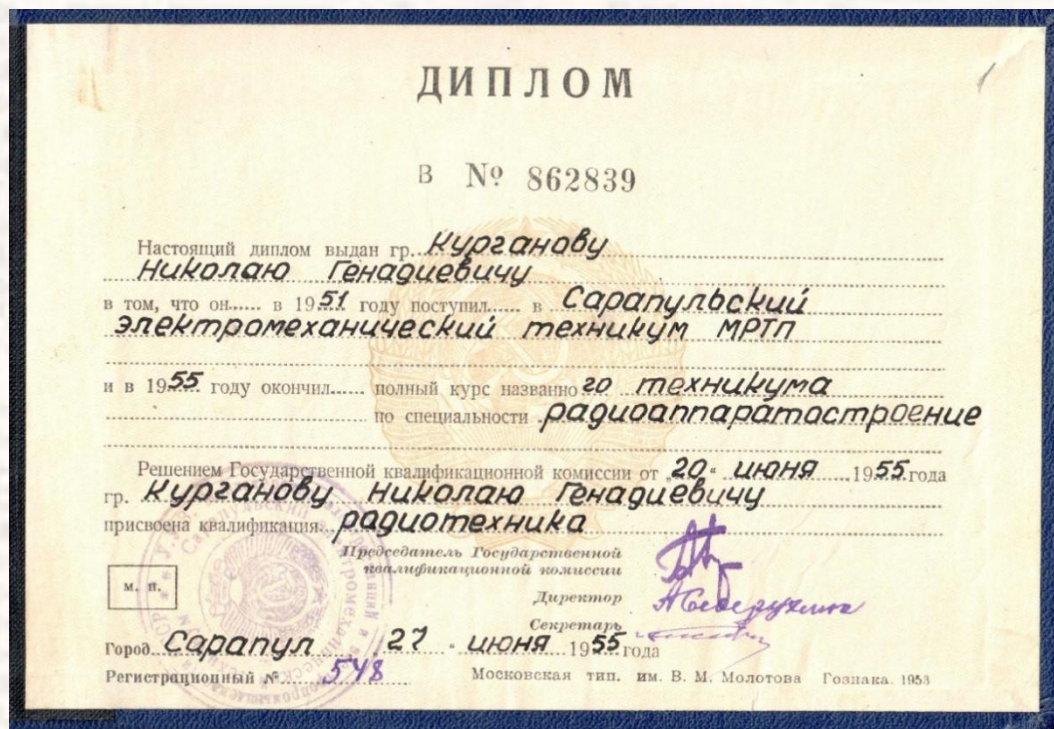 ДИПЛОМ
В № 862839
Настоящий диплом выдан гр. Курганову
Николаю Генадиевичу
в том, что он...... в 1951 году поступил...... в Сарапульский
электромеханический техникум МРТП
и в 1955 году окончил...... полный курс названного техникума
по специальности радиоаппаратостроение
Решением Государственной квалификационной комиссии от „20“ июня 1955 года
гр. Курганову Николаю Генадиевичу
присвоена квалификация радиотехника
Председатель Государственной
квалификационной комиссии
м. п.
Директор
Секретарь
Город Сарапул „27“ июня 1955 года
Регистрационный № 548
Московская тип. им. В. М. Молотова Гознака. 1953